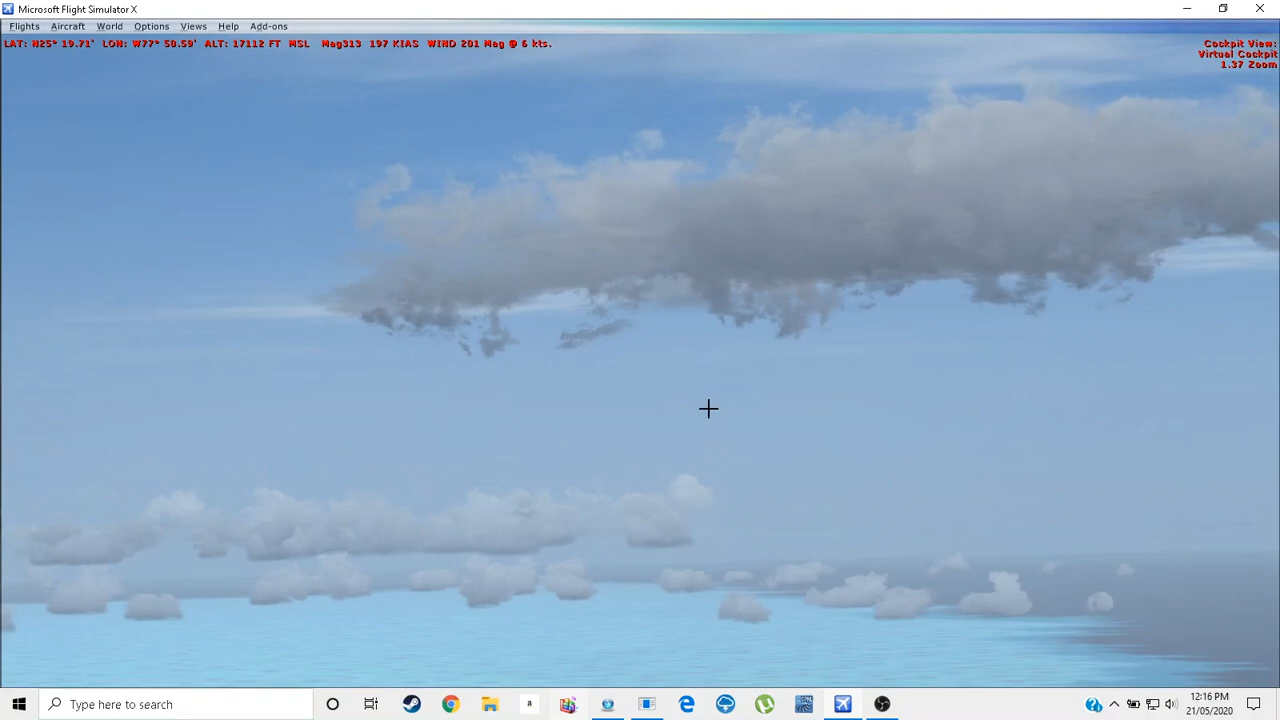 Microsoft Flight Simulator X
Flights Aircraft World Options Views Help Add-ons
LAT: N25° 19.71' LON: W77° 50.59' ALT: 17112 FT MSL Mag313 197 KIAS WIND 201 Mag @ 6 kts.
Cockpit View:
Virtual Cockpit
1.37 Zoom
Type here to search
a
12:16 PM
21/05/2020